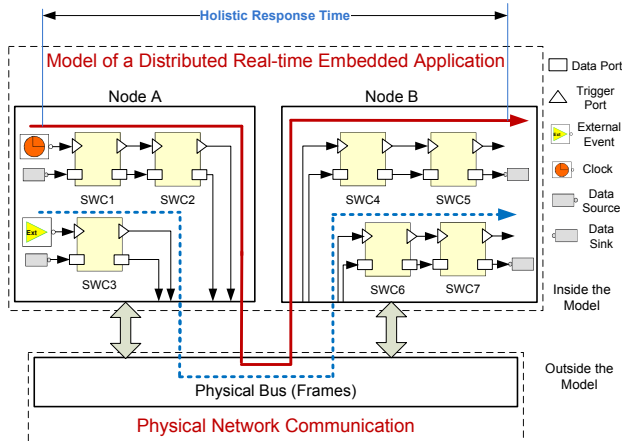 Holistic Response Time
Model of a Distributed Real-time Embedded Application
Node A
Node B
SWC1
SWC2
SWC4
SWC5
Ext
SWC3
SWC6
SWC7
Data Port
Trigger
Port
Ext
External
Event
Clock
Data
Source
Data
Sink
Inside the
Model
Outside the
Model
Physical Bus (Frames)
Physical Network Communication